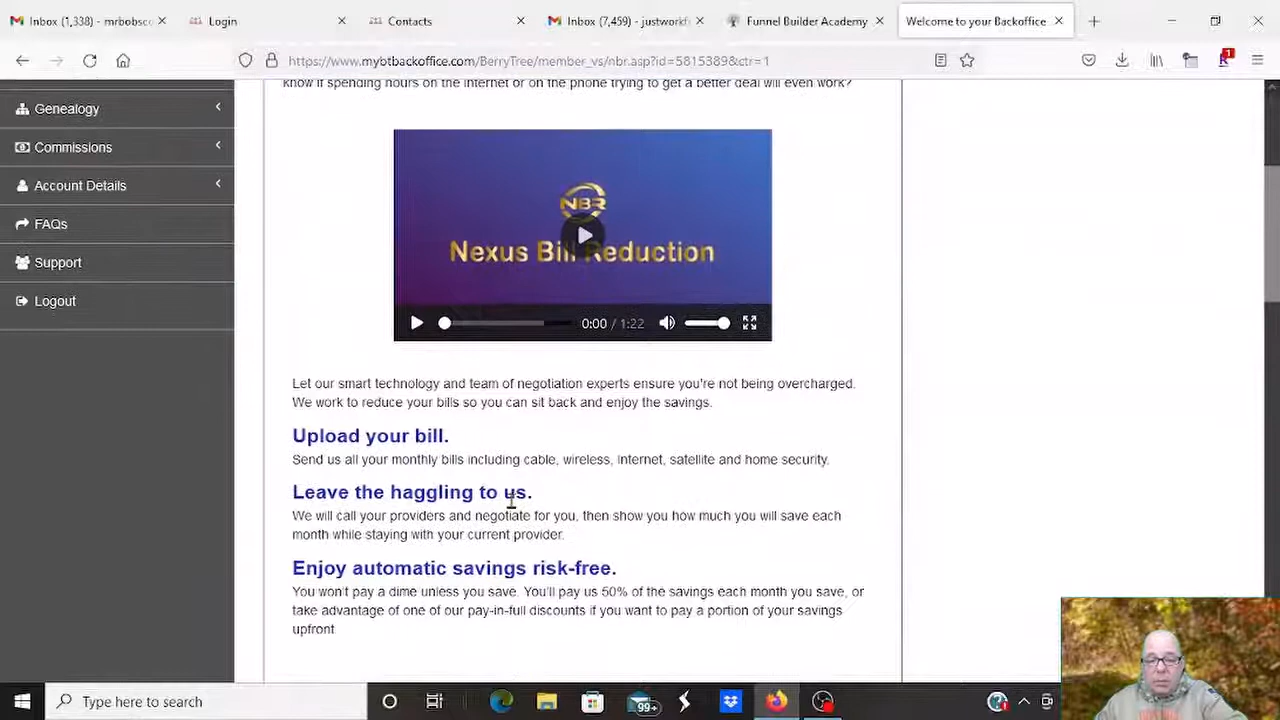 Inbox (1,338) - mrbobsc
Login
Contacts
Inbox (7,459) - justworkf
Funnel Builder Academy
Welcome to your Backoffice
https://www.mybtbackoffice.com/BerryTry/member_vs/nbr.asp?id=5815389&ctr=1
1
Genealogy
Commissions
Account Details
FAQs
Support
Logout
know if spending hours on the internet or on the phone trying to get a better deal will even work?
NBR
Nexus Bill Reduction
0:00 / 1:22
Let our smart technology and team of negotiation experts ensure you're not being overcharged.
We work to reduce your bills so you can sit back and enjoy the savings.
Upload your bill.
Send us all your monthly bills including cable, wireless, internet, satellite and home security.
Leave the haggling to us.
We will call your providers and negotiate for you, then show you how much you will save each
month while staying with your current provider.
Enjoy automatic savings risk-free.
You won't pay a dime unless you save. You'll pay us 50% of the savings each month you save, or
take advantage of one of our pay-in-full discounts if you want to pay a portion of your savings
upfront
Type here to search
99+